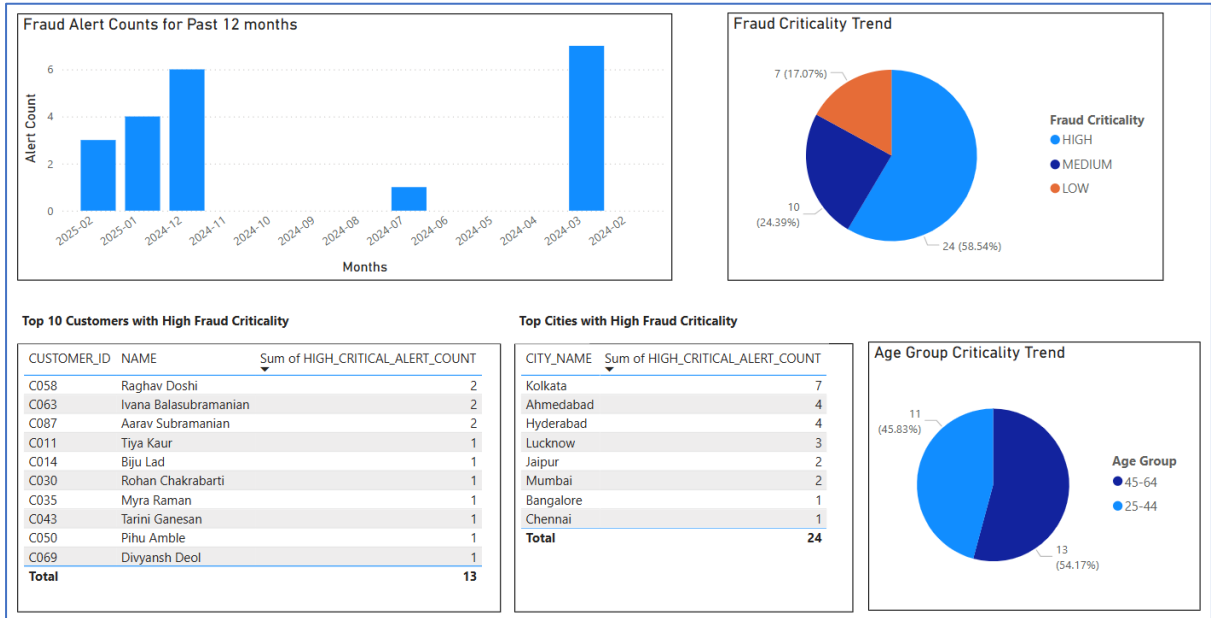 Fraud Alert Counts for Past 12 months
6
4
2
0
Alert Count
2025-02
2025-01
2024-12
2024-11
2024-10
2024-09
2024-08
2024-07
2024-06
2024-05
2024-04
2024-03
2024-02
Months
Fraud Criticality Trend
7 (17.07%)
10
(24.39%)
24 (58.54%)
Fraud Criticality
HIGH
MEDIUM
LOW
Top 10 Customers with High Fraud Criticality
CUSTOMER_ID NAME Sum of HIGH_CRITICAL_ALERT_COUNT
C058 Raghav Doshi 2
C063 Ivana Balasubramanian 2
C087 Aarav Subramanian 2
C011 Tiya Kaur 1
C014 Biju Lad 1
C030 Rohan Chakrabarti 1
C035 Myra Raman 1
C043 Tarini Ganesan 1
C050 Pihu Amble 1
C069 Divyansh Deol 1
Total 13
Top Cities with High Fraud Criticality
CITY_NAME Sum of HIGH_CRITICAL_ALERT_COUNT
Kolkata 7
Ahmedabad 4
Hyderabad 4
Lucknow 3
Jaipur 2
Mumbai 2
Bangalore 1
Chennai 1
Total 24
Age Group Criticality Trend
11
(45.83%)
13
(54.17%)
Age Group
45-64
25-44